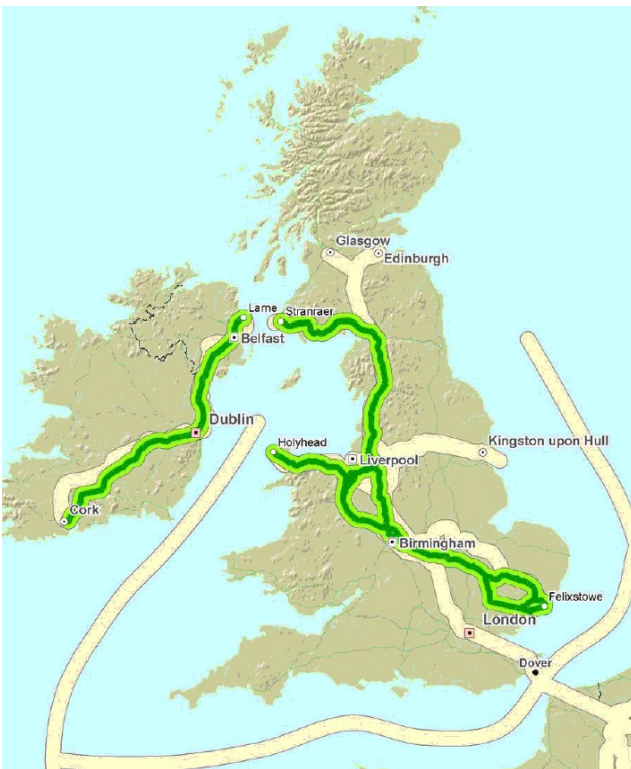 Glasgow
Edinburgh
Larne
Stranraer
Belfast
Dublin
Holyhead
Kingston upon Hull
Liverpool
Cork
Birmingham
Felixstowe
London
Dover